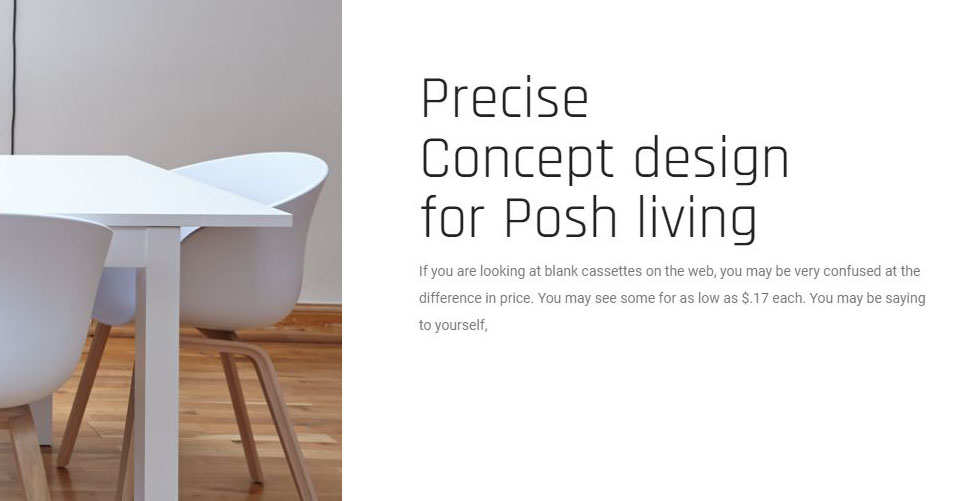 Precise
Concept design
for Posh living
If you are looking at blank cassettes on the web, you may be very confused at the
difference in price. You may see some for as low as $.17 each. You may be saying
to yourself,